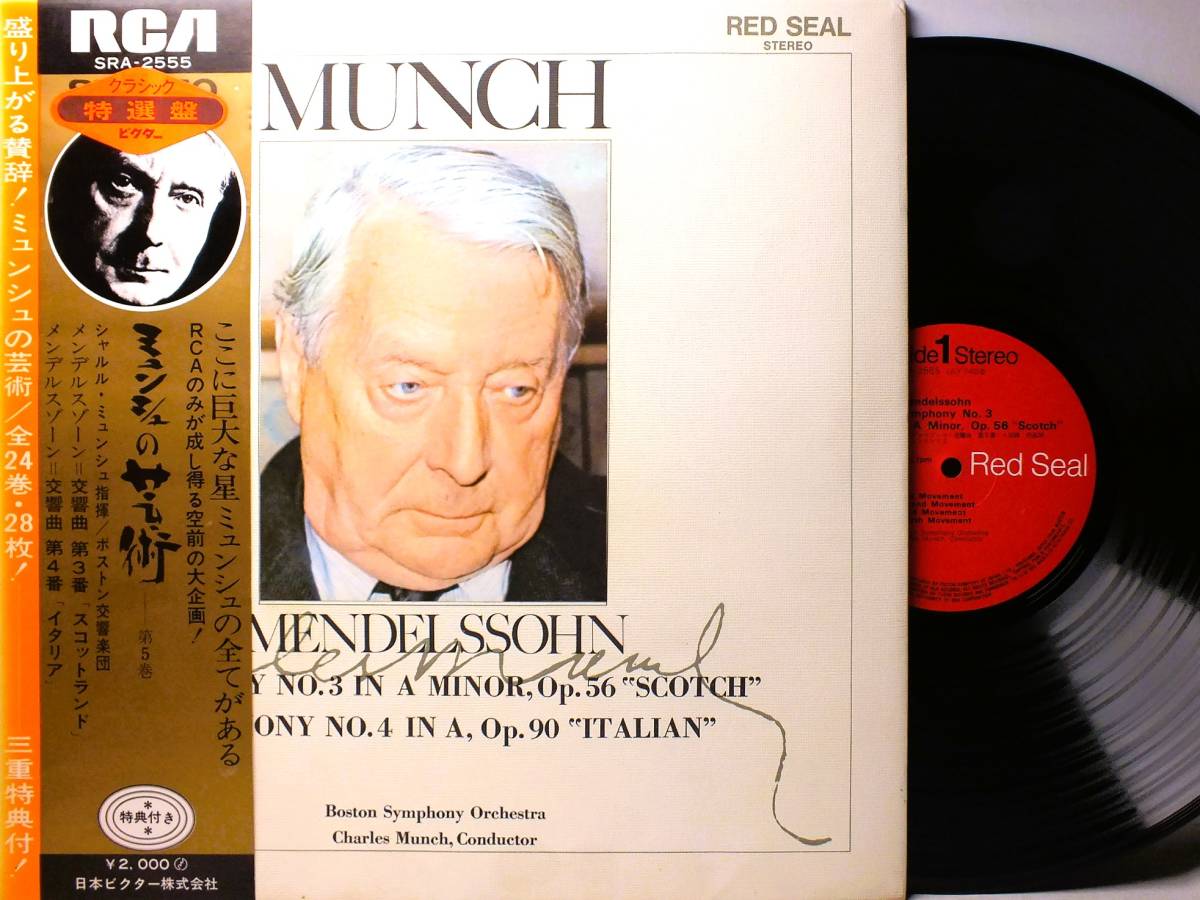 盛り上がる賛辞!ミュンシュの芸術/全24巻・28枚! 三重特典付!
RCA
SRA-2555
クラシック
特選盤
ビクター
ここに巨大な星ミュンシュの全てがある
RCAのみが成し得る空前の大企画!
ミュンシュの芸術——第5巻
シャルル・ミュンシュ指揮/ボストン交響楽団
メンデルスゾーン=交響曲 第3番「スコットランド」
メンデルスゾーン=交響曲 第4番「イタリア」
特典付き
¥2,000
日本ビクター株式会社
RED SEAL
STEREO
MUNCH
MENDELSSOHN
Y NO.3 IN A MINOR, Op.56 "SCOTCH"
ONY NO.4 IN A, Op.90 "ITALIAN"
Boston Symphony Orchestra
Charles Munch, Conductor
de 1 Stereo
ndelssohn
mphony No. 3
A Minor, Op. 56 "Scotch"
rpm
Red Seal
Movement
nd Movement
Movement
h Movement
Symphony Orchestra
Munch, Conductor